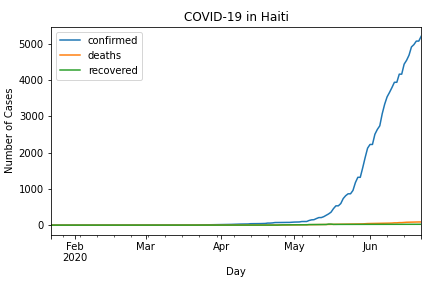 COVID-19 in Haiti
confirmed
deaths
recovered
Number of Cases
5000
4000
3000
2000
1000
0
Feb Mar Apr May Jun
2020
Day